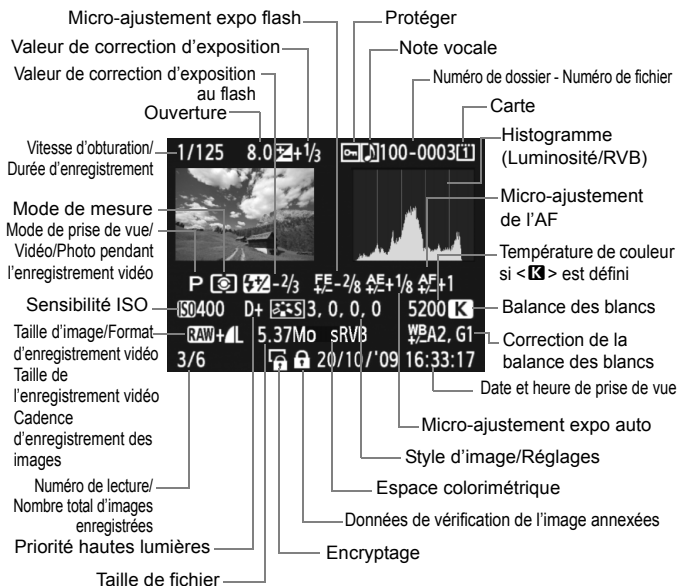 Micro-ajustement expo flash
Protéger
Valeur de correction d'exposition
Note vocale
Valeur de correction d'exposition
au flash
Numéro de dossier - Numéro de fichier
Ouverture
Carte
Vitesse d'obturation/
Durée d'enregistrement
Histogramme
(Luminosité/RVB)
1/125 8.0 +1/3 100-0003 1
Mode de mesure
Micro-ajustement
de l'AF
Mode de prise de vue/
Vidéo/Photo pendant
l'enregistrement vidéo
Température de couleur
si <K> est défini
P -2/3 FE-2/8 AE+1/8 AF+1
Sensibilité ISO
ISO400 D+ S 3, 0, 0, 0 5200 K
Balance des blancs
Taille d'image/Format
d'enregistrement vidéo
RAW+L 5.37Mo sRVB WB A2, G1
Correction de la
balance des blancs
Taille de
l'enregistrement vidéo
3/6 20/10/'09 16:33:17
Date et heure de prise de vue
Cadence
d'enregistrement des
images
Micro-ajustement expo auto
Style d'image/Réglages
Numéro de lecture/
Nombre total d'images
enregistrées
Espace colorimétrique
Données de vérification de l'image annexées
Priorité hautes lumières
Encryptage
Taille de fichier